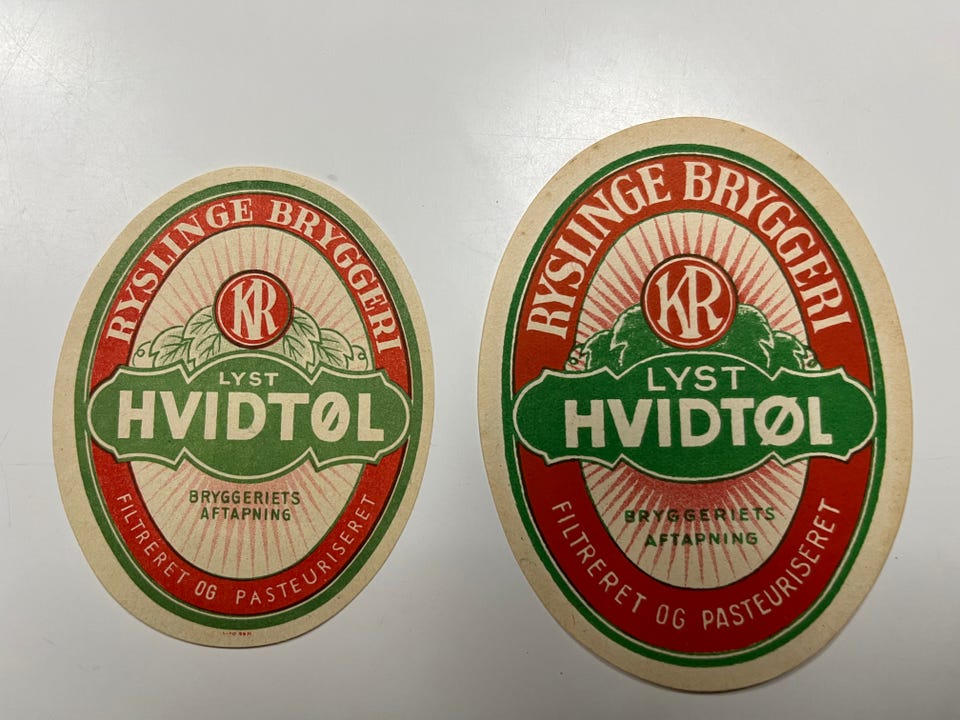 RYSLINGE BRYGGERI
KR
LYST
HVIDTØL
BRYGGERIETS
AFTAPNING
FILTRERET OG PASTEURISERET
RYSLINGE BRYGGERI
KR
LYST
HVIDTØL
BRYGGERIETS
AFTAPNING
FILTRERET OG PASTEURISERET